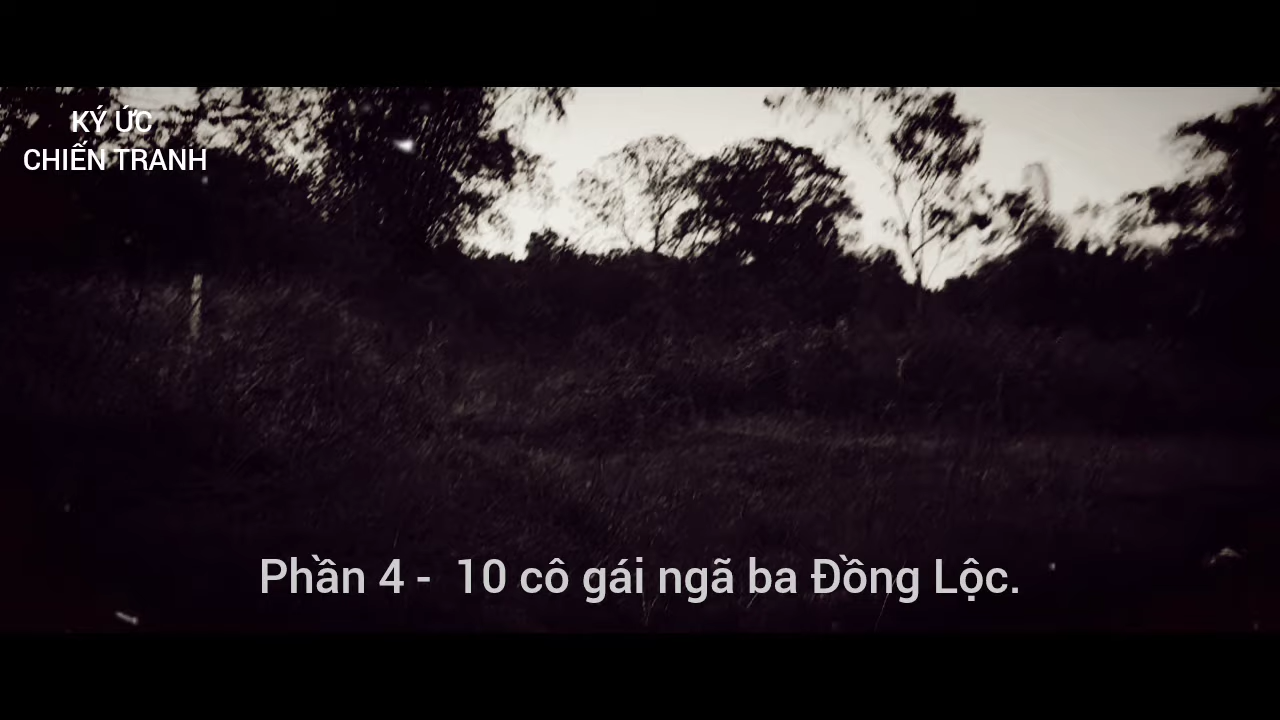 KÝ ỨC
CHIẾN TRANH
Phần 4 - 10 cô gái ngã ba Đồng Lộc.